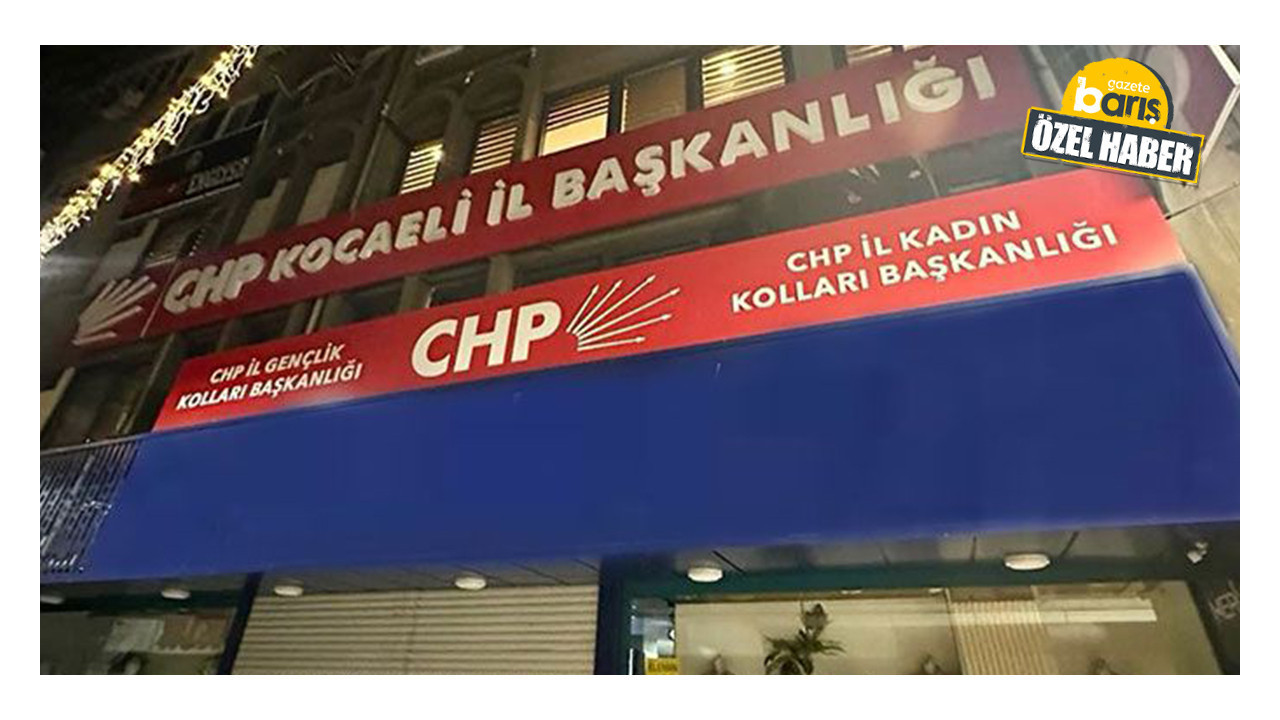 gazete
barış
ÖZEL HABER
CHP KOCAELİ İL BAŞKANLIĞI
CHP İL GENÇLİK
KOLLARI BAŞKANLIĞI
CHP
CHP İL KADIN
KOLLARI BAŞKANLIĞI